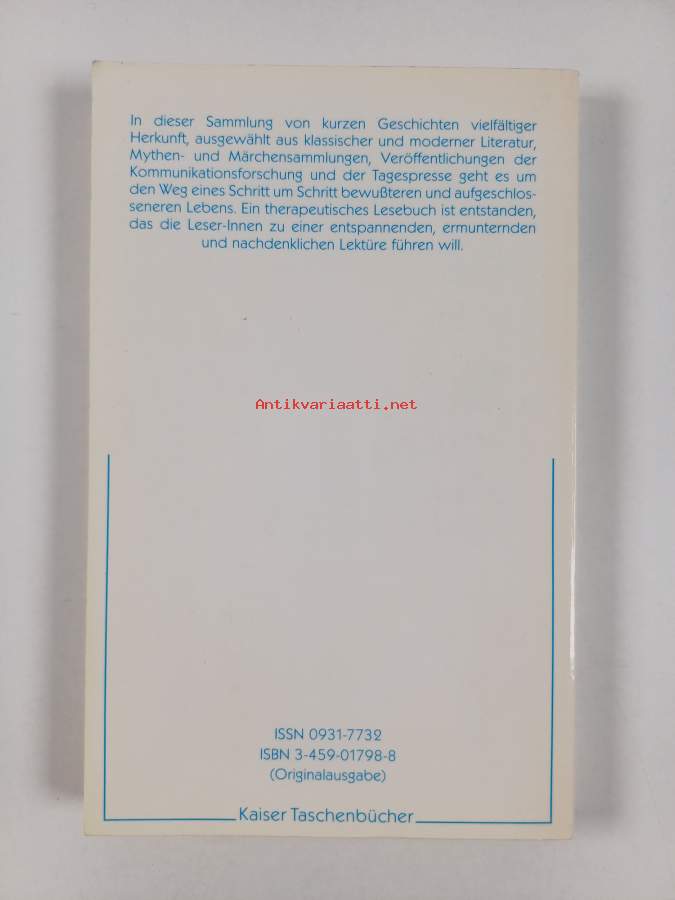 In dieser Sammlung von kurzen Geschichten vielfältiger
Herkunft, ausgewählt aus klassischer und moderner Literatur,
Mythen- und Märchensammlungen, Veröffentlichungen der
Kommunikationsforschung und der Tagespresse geht es um
den Weg eines Schritt um Schritt bewußteren und aufgeschlos-
seneren Lebens. Ein therapeutisches Lesebuch ist entstanden,
das die Leser-Innen zu einer entspannenden, ermunternden
und nachdenklichen Lektüre führen will.
Antikvariaatti.net
ISSN 0931-7732
ISBN 3-459-01798-8
(Originalausgabe)
Kaiser Taschenbücher